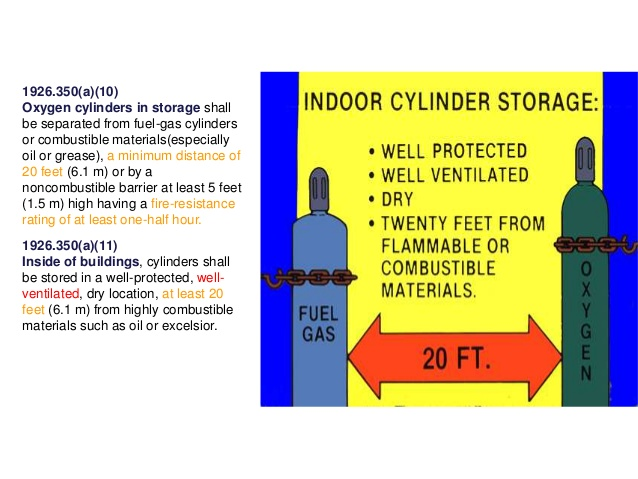 1926.350(a)(10)
Oxygen cylinders in storage shall
be separated from fuel-gas cylinders
or combustible materials(especially
oil or grease), a minimum distance of
20 feet (6.1 m) or by a
noncombustible barrier at least 5 feet
(1.5 m) high having a fire-resistance
rating of at least one-half hour.
1926.350(a)(11)
Inside of buildings, cylinders shall
be stored in a well-protected, well-
ventilated, dry location, at least 20
feet (6.1 m) from highly combustible
materials such as oil or excelsior.
INDOOR CYLINDER STORAGE:
• WELL PROTECTED
• WELL VENTILATED
• DRY
• TWENTY FEET FROM
FLAMMABLE OR
COMBUSTIBLE
MATERIALS.
FUEL
GAS
20 FT.
OXYGEN